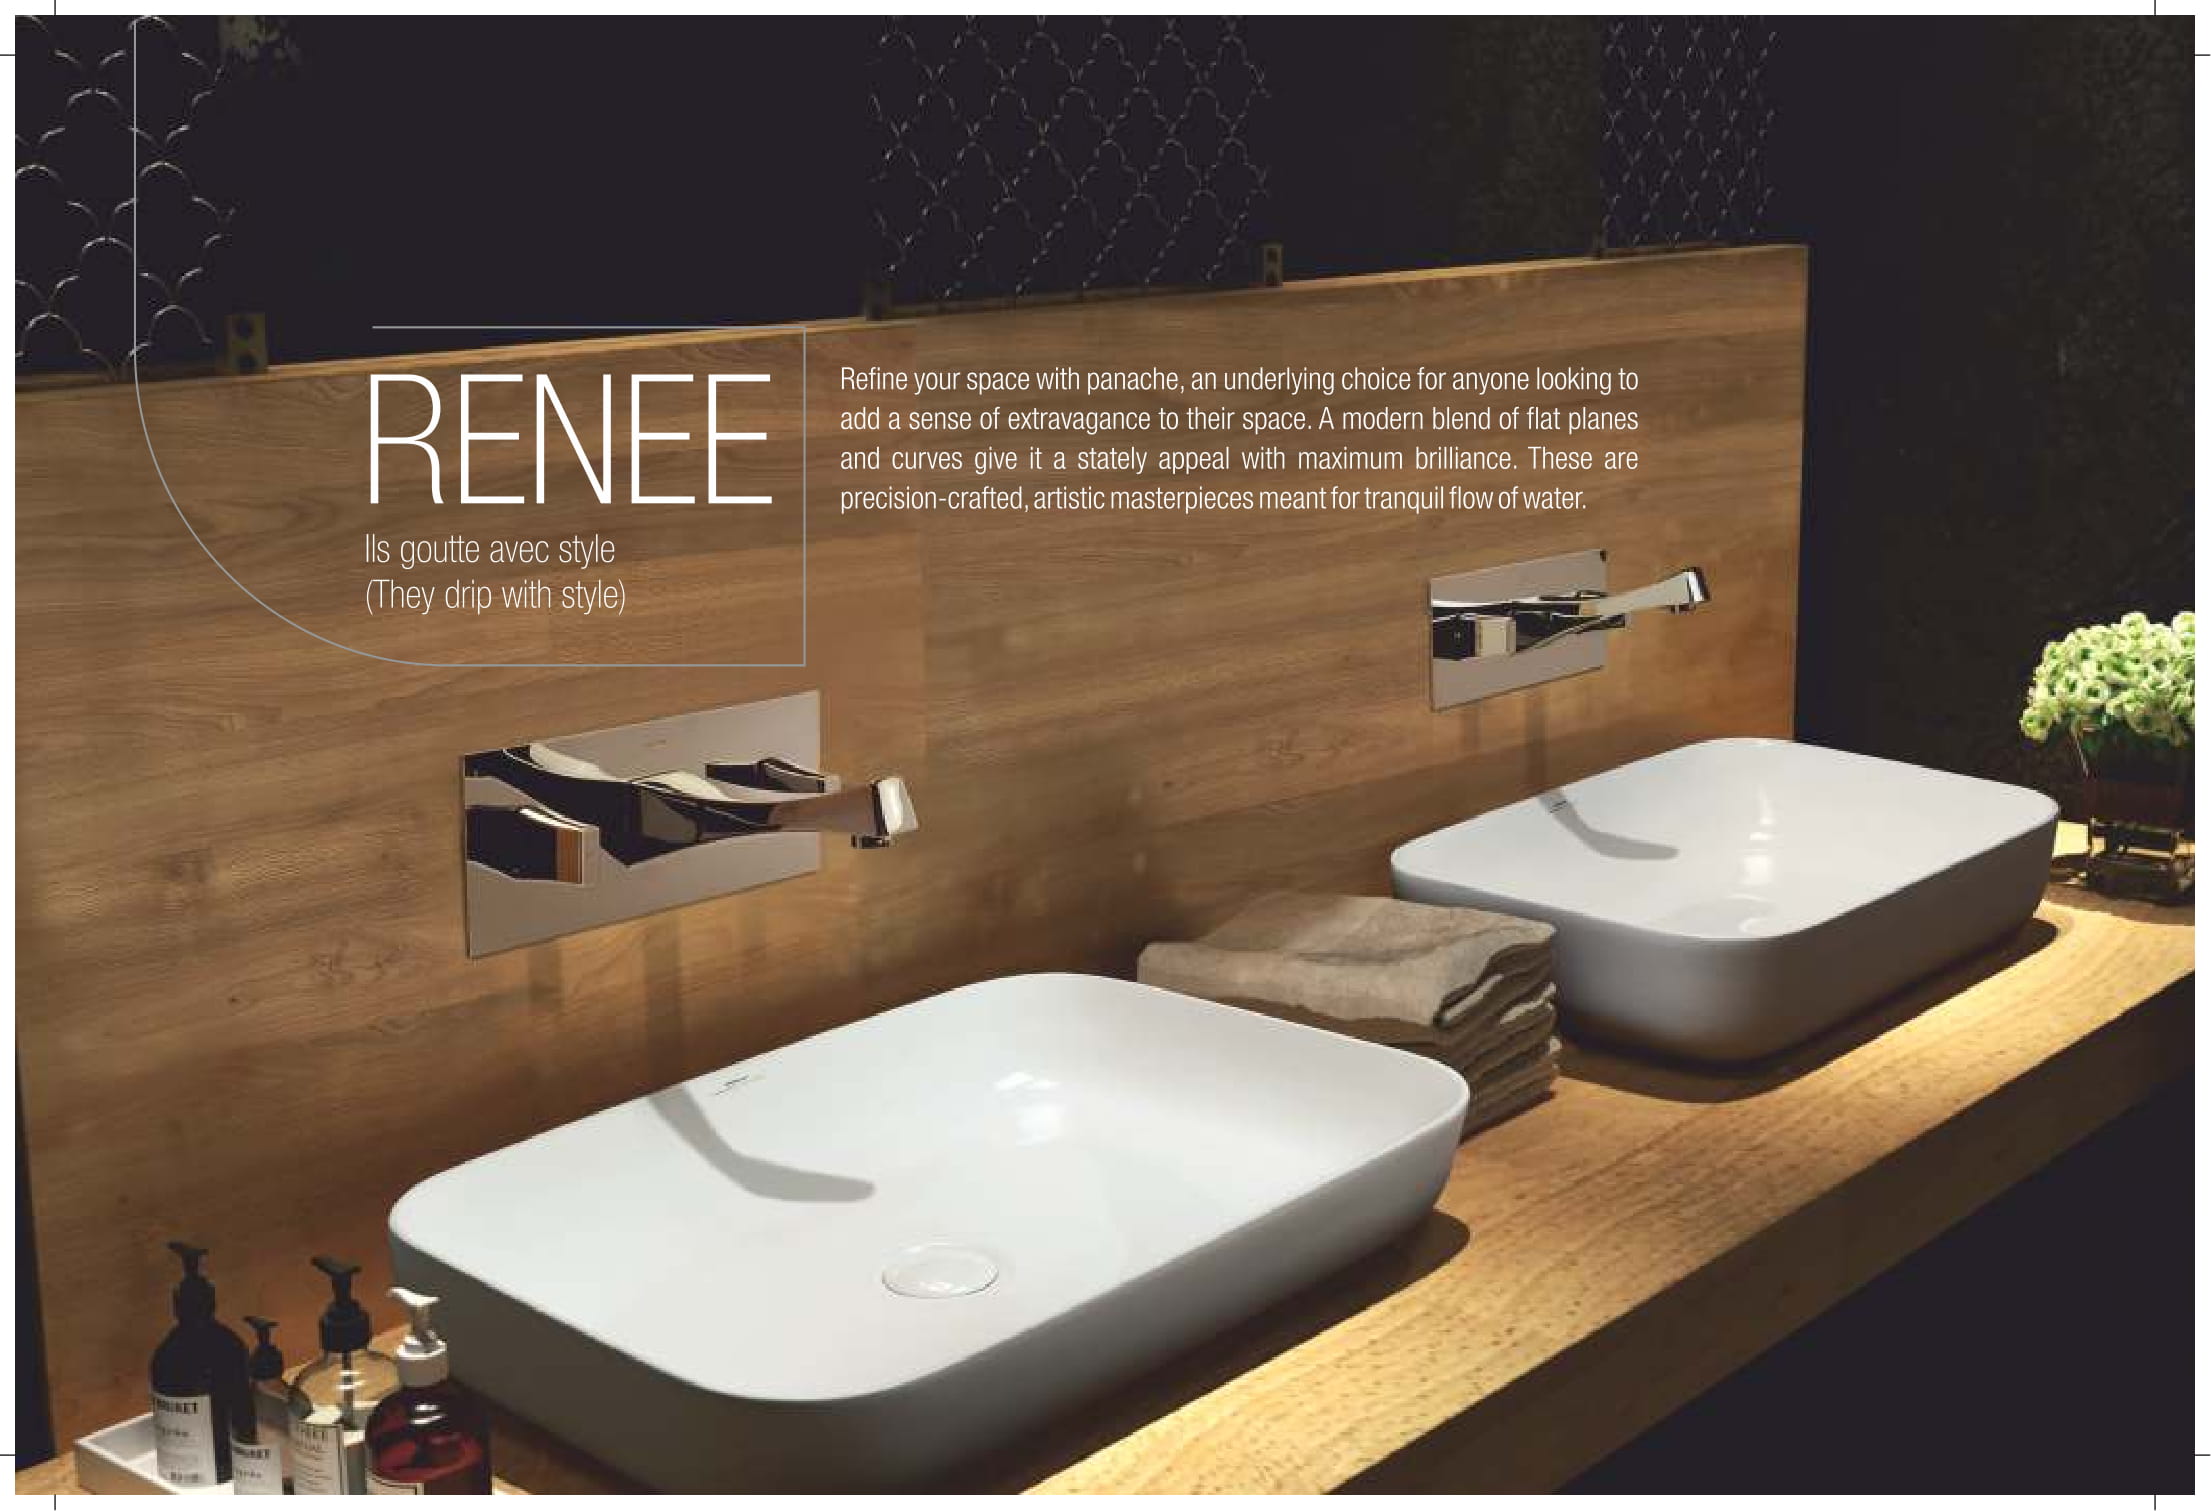 RENEE
Ils goutte avec style
(They drip with style)
Refine your space with panache, an underlying choice for anyone looking to
add a sense of extravagance to their space. A modern blend of flat planes
and curves give it a stately appeal with maximum brilliance. These are
precision-crafted, artistic masterpieces meant for tranquil flow of water.